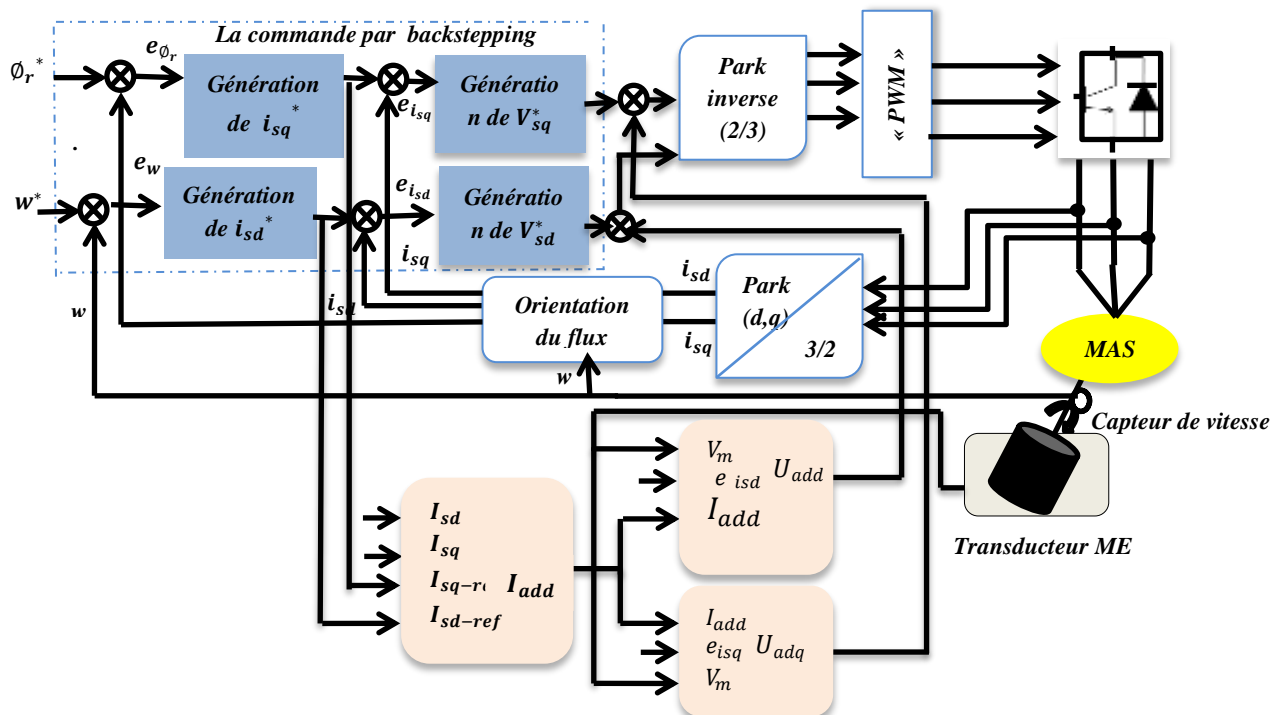 La commande par backstepping
∅r*
e∅r
Génération
de isq*
eisq
Génératio
n de V*sq
Park
inverse
(2/3)
« PWM »
.
w*
ew
Génération
de isd*
eisd
Génératio
n de V*sd
isq
isd
w
Orientation
du flux
w
isd
isq
Park
(d,q)
3/2
MAS
Capteur de vitesse
Transducteur ME
Isd
Isq
Isq−re Iadd
Isd−ref
Vm
e isd Uadd
Iadd
Iadd
eisq Uadq
Vm